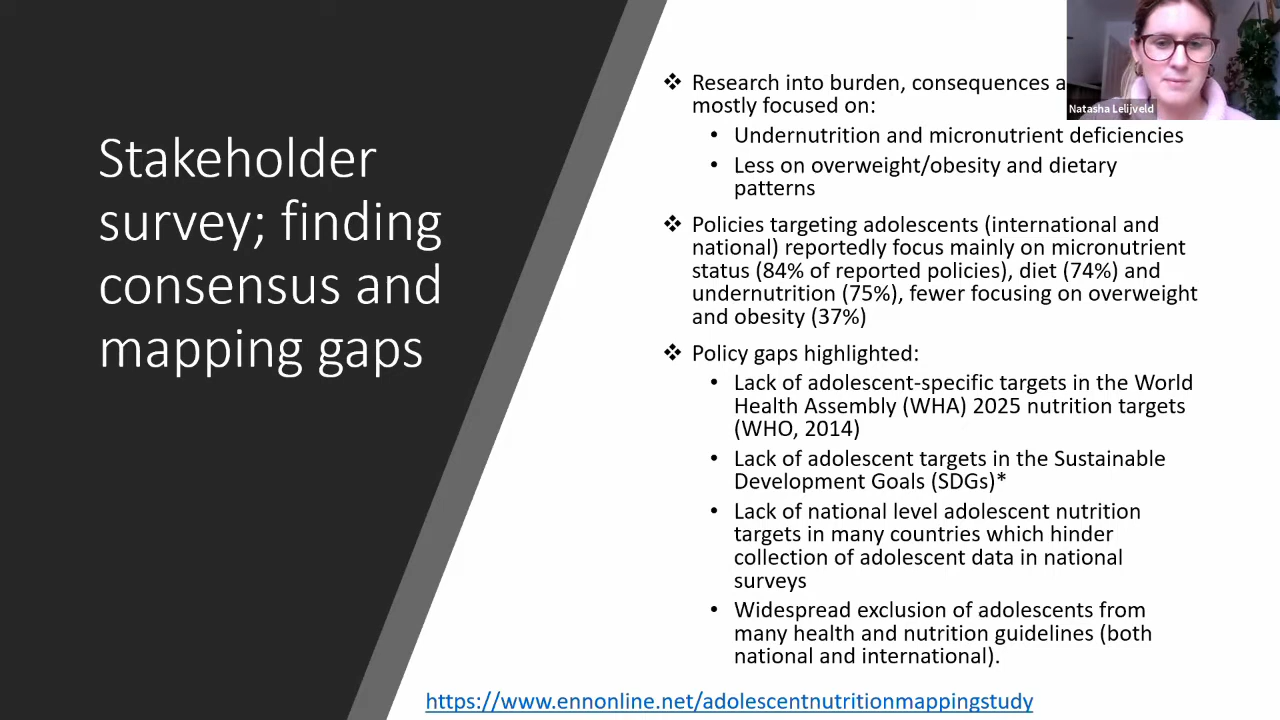 Stakeholder
survey; finding
consensus and
mapping gaps
❖ Research into burden, consequences
mostly focused on:
• Undernutrition and micronutrient deficiencies
• Less on overweight/obesity and dietary
patterns
❖ Policies targeting adolescents (international and
national) reportedly focus mainly on micronutrient
status (84% of reported policies), diet (74%) and
undernutrition (75%), fewer focusing on overweight
and obesity (37%)
❖ Policy gaps highlighted:
• Lack of adolescent-specific targets in the World
Health Assembly (WHA) 2025 nutrition targets
(WHO, 2014)
• Lack of adolescent targets in the Sustainable
Development Goals (SDGs)*
• Lack of national level adolescent nutrition
targets in many countries which hinder
collection of adolescent data in national
surveys
• Widespread exclusion of adolescents from
many health and nutrition guidelines (both
national and international).
https://www.ennonline.net/adolescentnutritionmappingstudy
Natasha Lelijveld